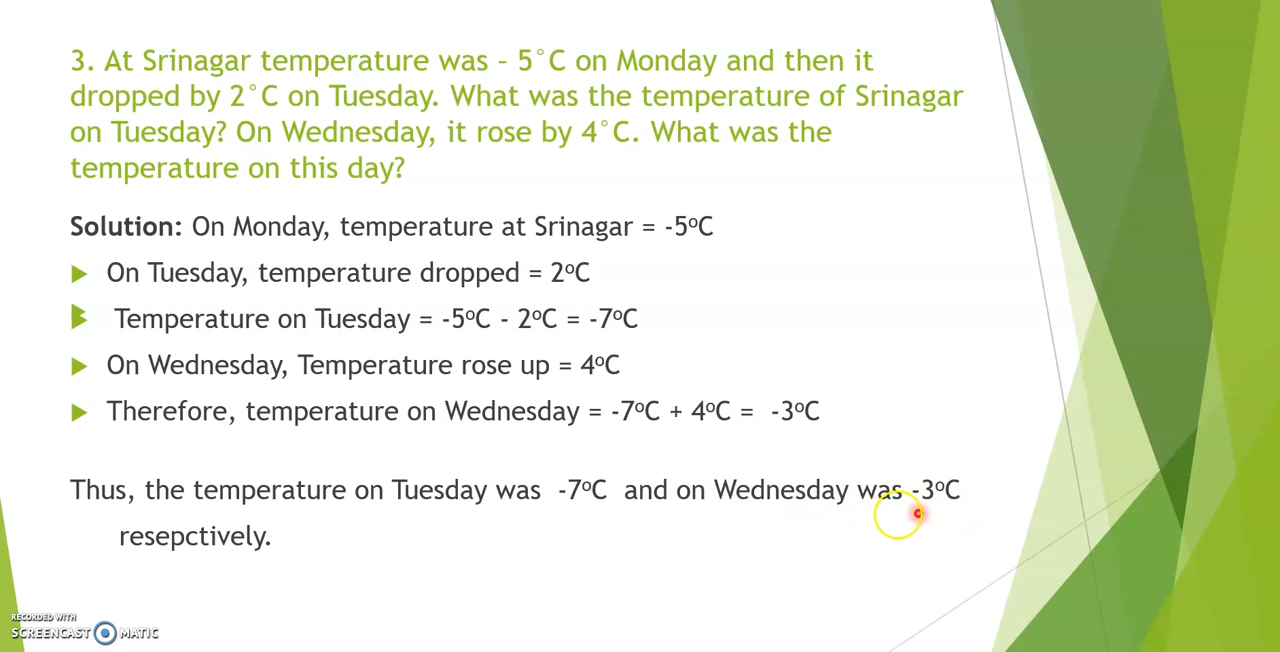 3. At Srinagar temperature was – 5°C on Monday and then it
dropped by 2°C on Tuesday. What was the temperature of Srinagar
on Tuesday? On Wednesday, it rose by 4°C. What was the
temperature on this day?
Solution: On Monday, temperature at Srinagar = -5ºC
On Tuesday, temperature dropped = 2ºC
Temperature on Tuesday = -5ºC - 2ºC = -7ºC
On Wednesday, Temperature rose up = 4ºC
Therefore, temperature on Wednesday = -7ºC + 4ºC = -3ºC
Thus, the temperature on Tuesday was -7ºC and on Wednesday was -3ºC
resepctively.
RECORDED WITH
SCREENCAST MATIC